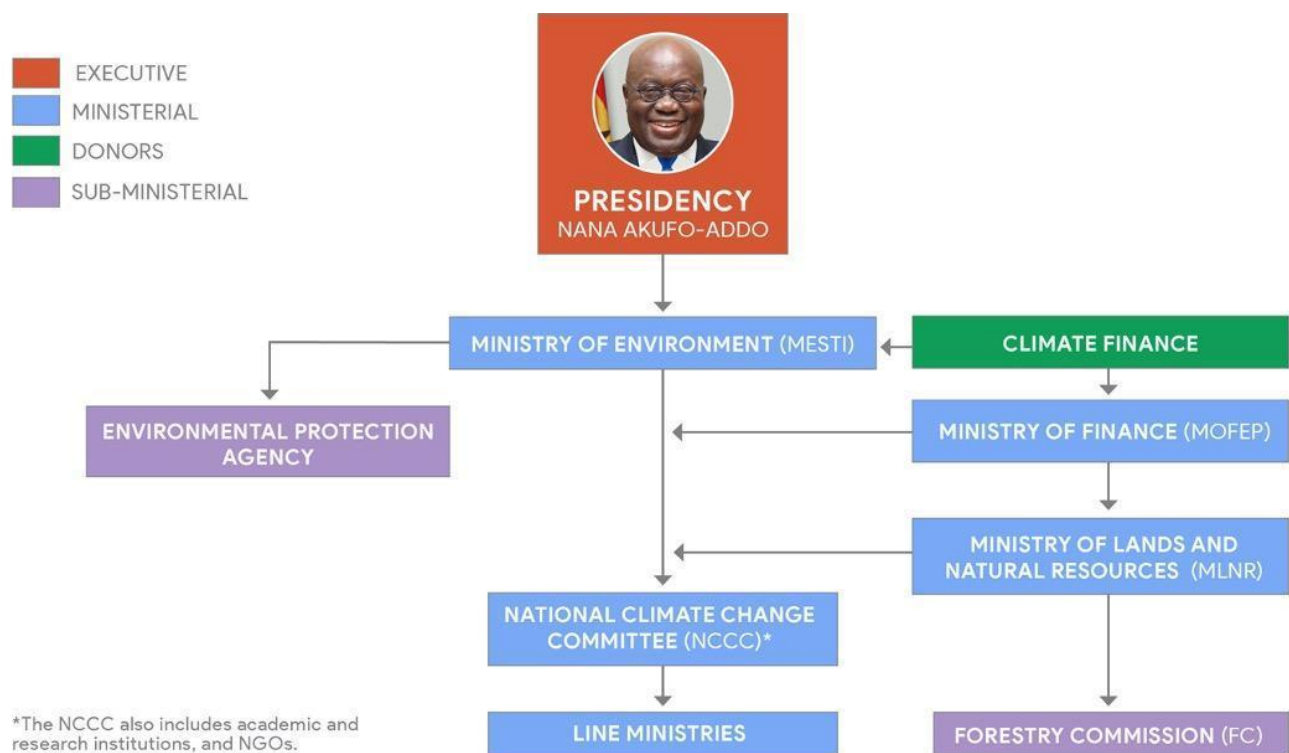 EXECUTIVE
MINISTERIAL
DONORS
SUB-MINISTERIAL
PRESIDENCY
NANA AKUFO-ADDO
MINISTRY OF ENVIRONMENT (MESTI)
CLIMATE FINANCE
ENVIRONMENTAL PROTECTION
AGENCY
MINISTRY OF FINANCE (MOFEP)
MINISTRY OF LANDS AND
NATURAL RESOURCES (MLNR)
NATIONAL CLIMATE CHANGE
COMMITTEE (NCCC)*
LINE MINISTRIES
FORESTRY COMMISSION (FC)
*The NCCC also includes academic and
research institutions, and NGOs.